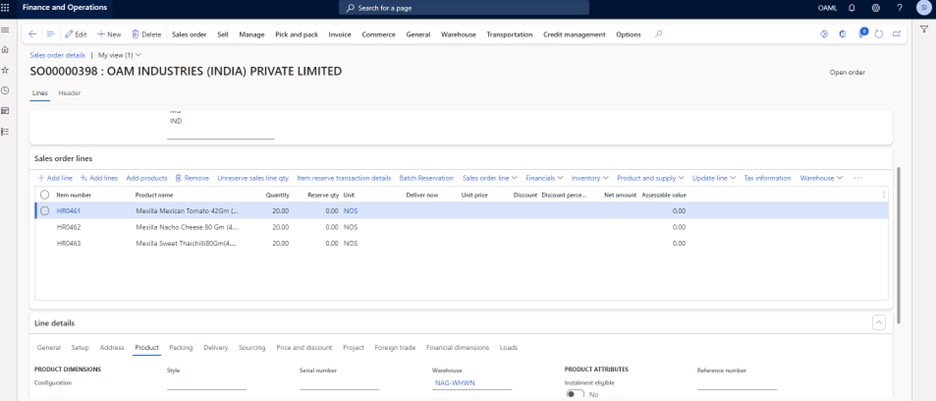 Finance and Operations
Search for a page
OAML
?
SI
Edit
New
Delete
Sales order
Sell
Manage
Pick and pack
Invoice
Commerce
General
Warehouse
Transportation
Credit management
Options
0
Sales order details | My view (1)
SO00000398 : OAM INDUSTRIES (INDIA) PRIVATE LIMITED
Open order
Lines
Header
IND
Sales order lines
+ Add line
Add lines
Add products
Remove
Unreserve sales line qty
Item reserve transaction details
Batch Reservation
Sales order line
Financials
Inventory
Product and supply
Update line
Tax information
Warehouse
...
Item number Product name Quantity Reserve qty Unit Deliver now Unit price Discount Discount perce... Net amount Assessable value
HR0461 Mexilla Mexican Tomato 42Gm (... 20.00 0.00 NOS 0.00
HR0462 Mexilla Nacho Cheese 80 Gm (4... 20.00 0.00 NOS 0.00
HR0463 Mexilla Sweet Thaichilli80Gm(4... 20.00 0.00 NOS 0.00
Line details
General Setup Address Product Packing Delivery Sourcing Price and discount Project Foreign trade Financial dimensions Loads
PRODUCT DIMENSIONS Style Serial number Warehouse PRODUCT ATTRIBUTES Reference number
Configuration NAG-WHWN Instalment eligible
No